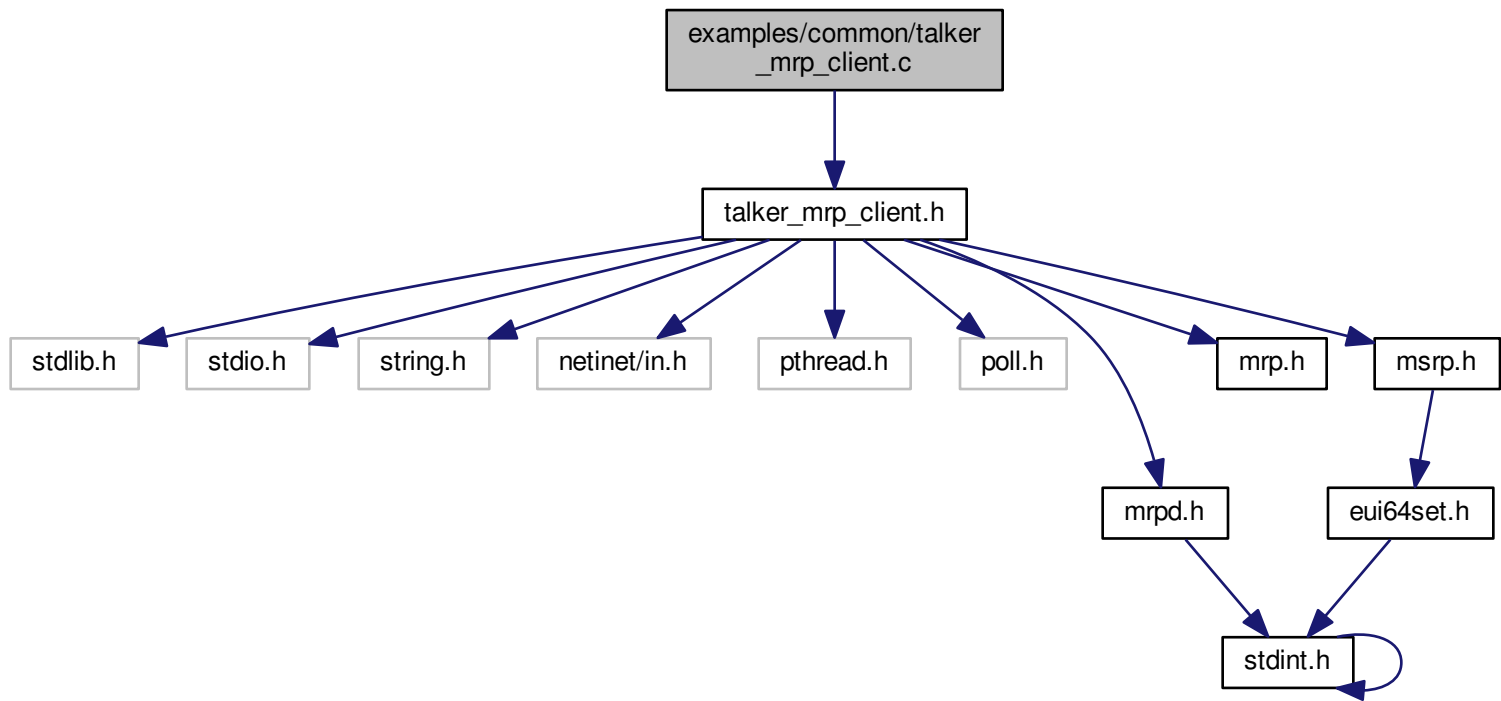 examples/common/talker
_mrp_client.c
talker_mrp_client.h
stdlib.h
stdio.h
string.h
netinet/in.h
pthread.h
poll.h
mrp.h
msrp.h
mrpd.h
eui64set.h
stdint.h